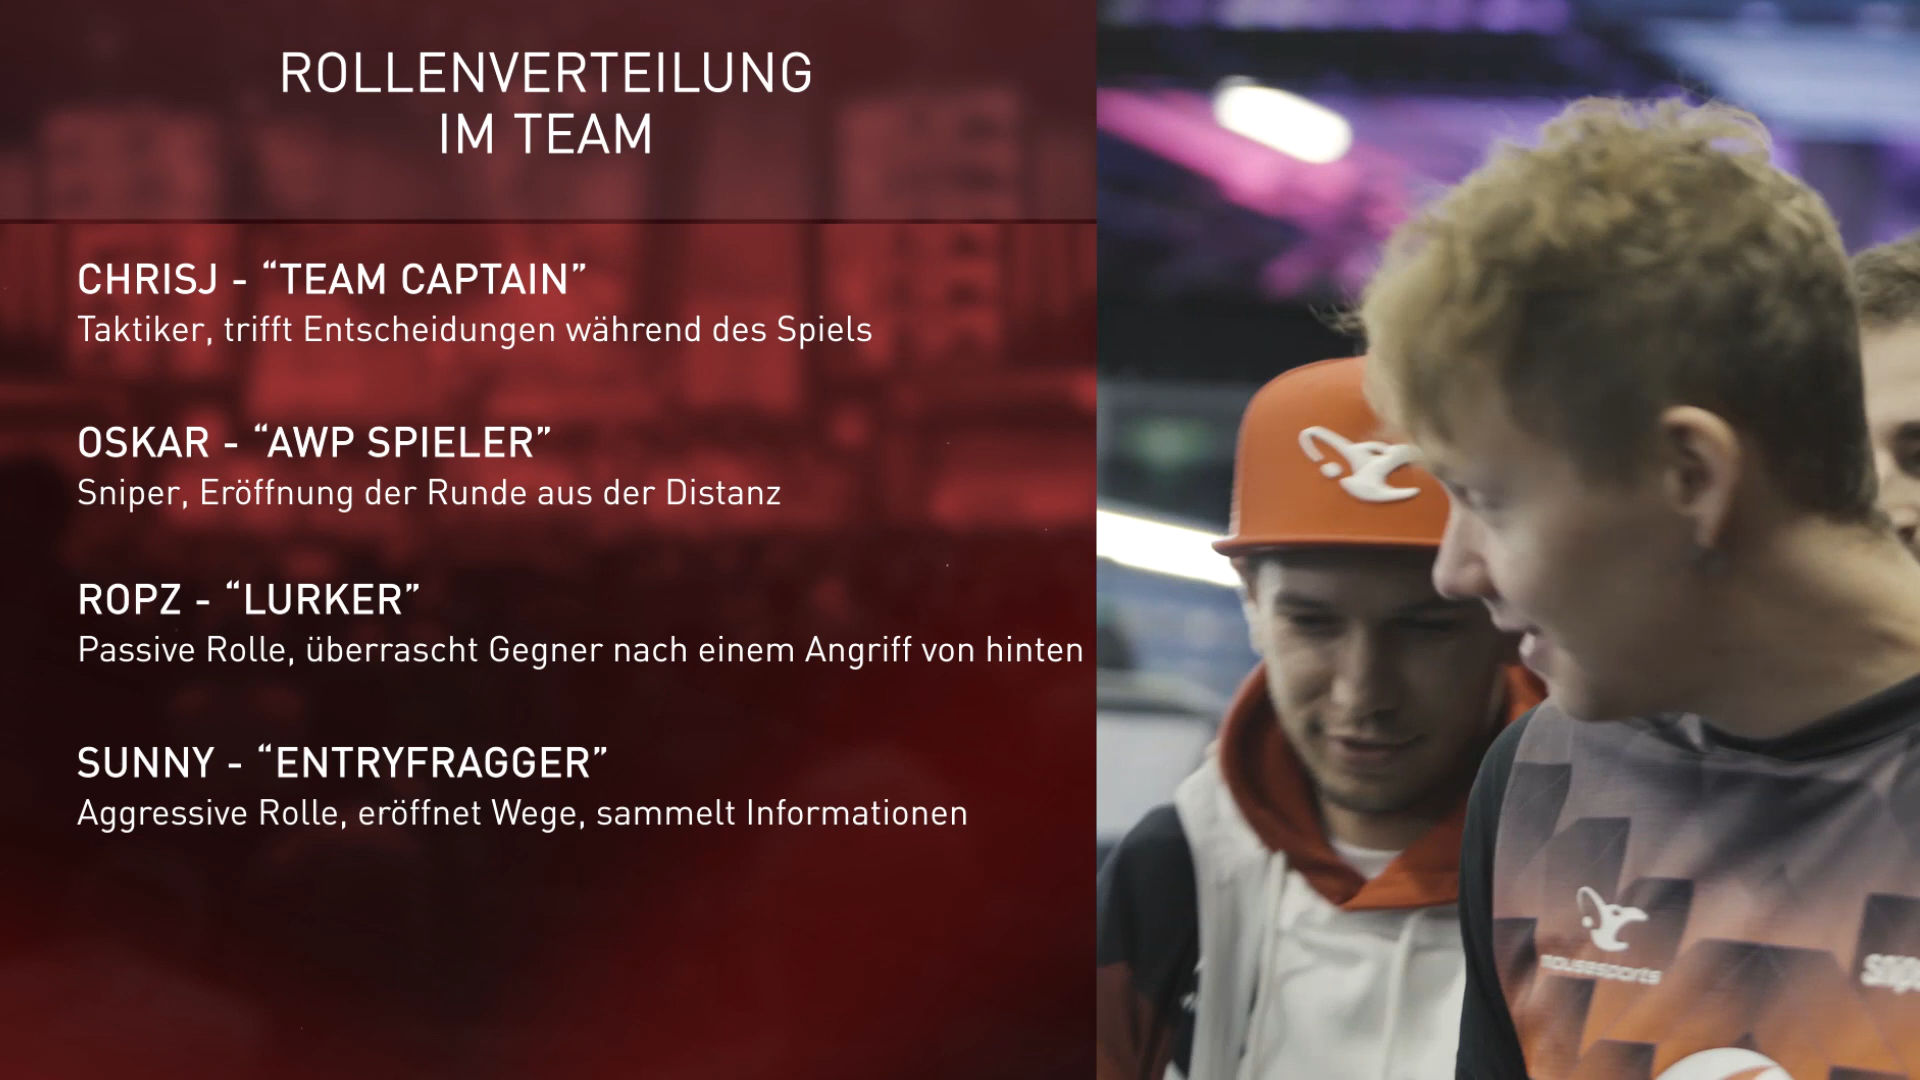 ROLLENVERTEILUNG
IM TEAM
CHRISJ - “TEAM CAPTAIN”
Taktiker, trifft Entscheidungen während des Spiels
OSKAR - “AWP SPIELER”
Sniper, Eröffnung der Runde aus der Distanz
ROPZ - “LURKER”
Passive Rolle, überrascht Gegner nach einem Angriff von hinten
SUNNY - “ENTRYFRAGGER”
Aggressive Rolle, eröffnet Wege, sammelt Informationen
mousesports